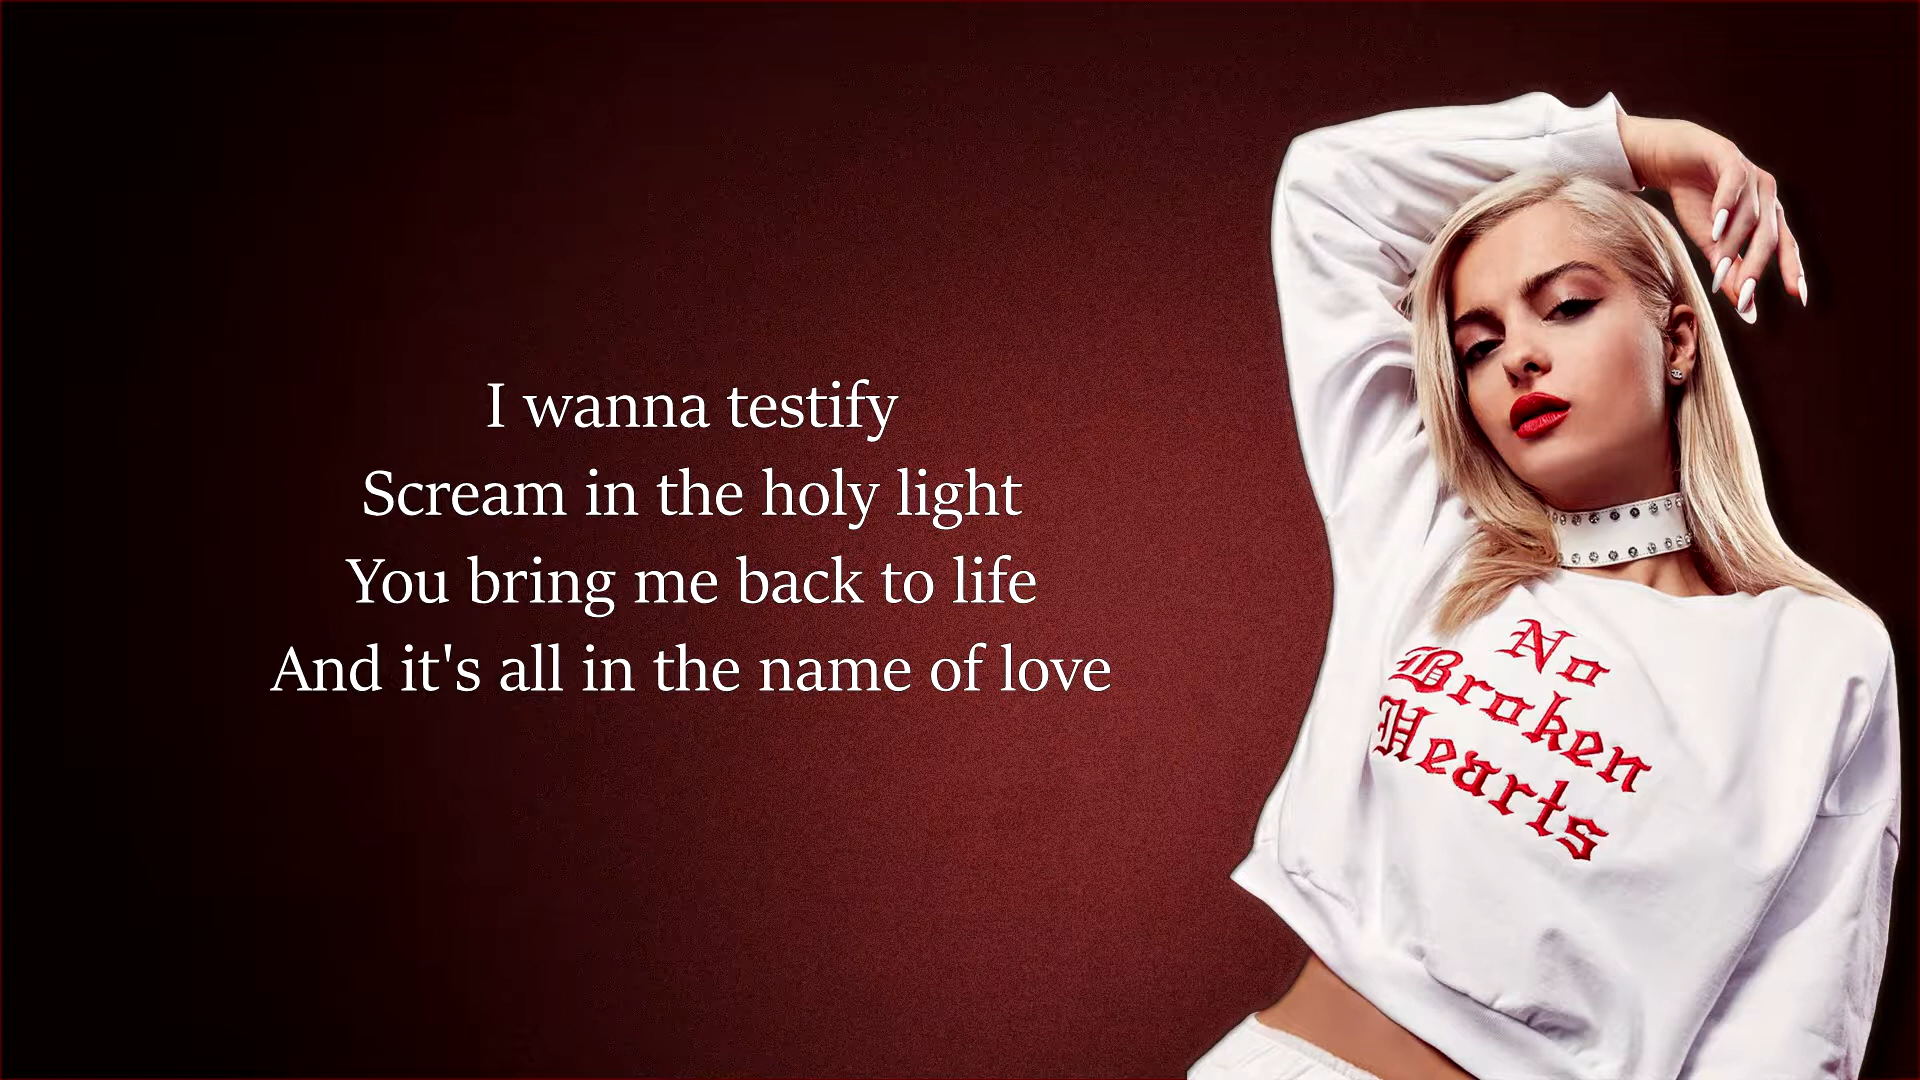 I wanna testify
Scream in the holy light
You bring me back to life
And it's all in the name of love
No
Broken
Hearts